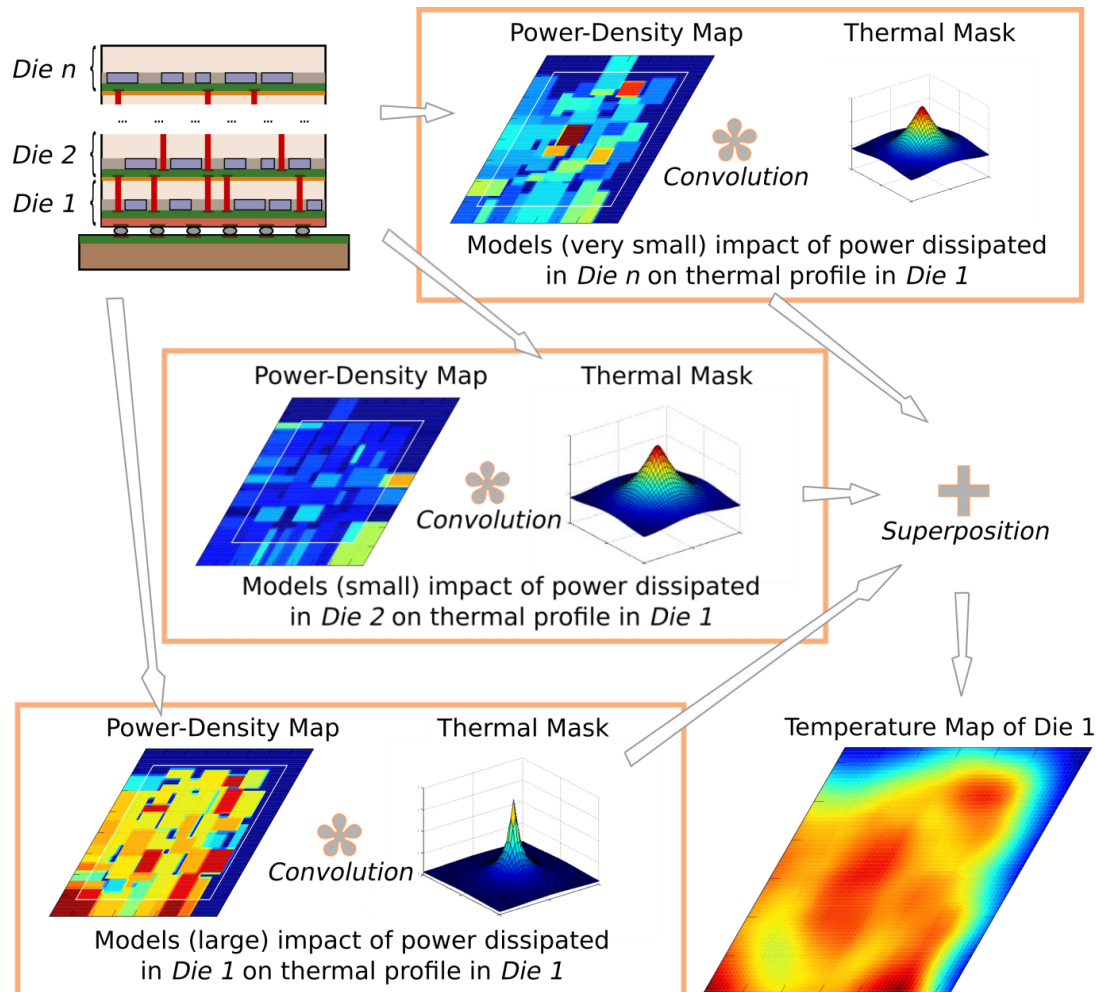 Die n
... ... ...
Die 2
Die 1
Power-Density Map
Thermal Mask
Convolution
Models (very small) impact of power dissipated
in Die n on thermal profile in Die 1
Power-Density Map
Thermal Mask
Convolution
Models (small) impact of power dissipated
in Die 2 on thermal profile in Die 1
Superposition
Power-Density Map
Thermal Mask
Convolution
Models (large) impact of power dissipated
in Die 1 on thermal profile in Die 1
Temperature Map of Die 1